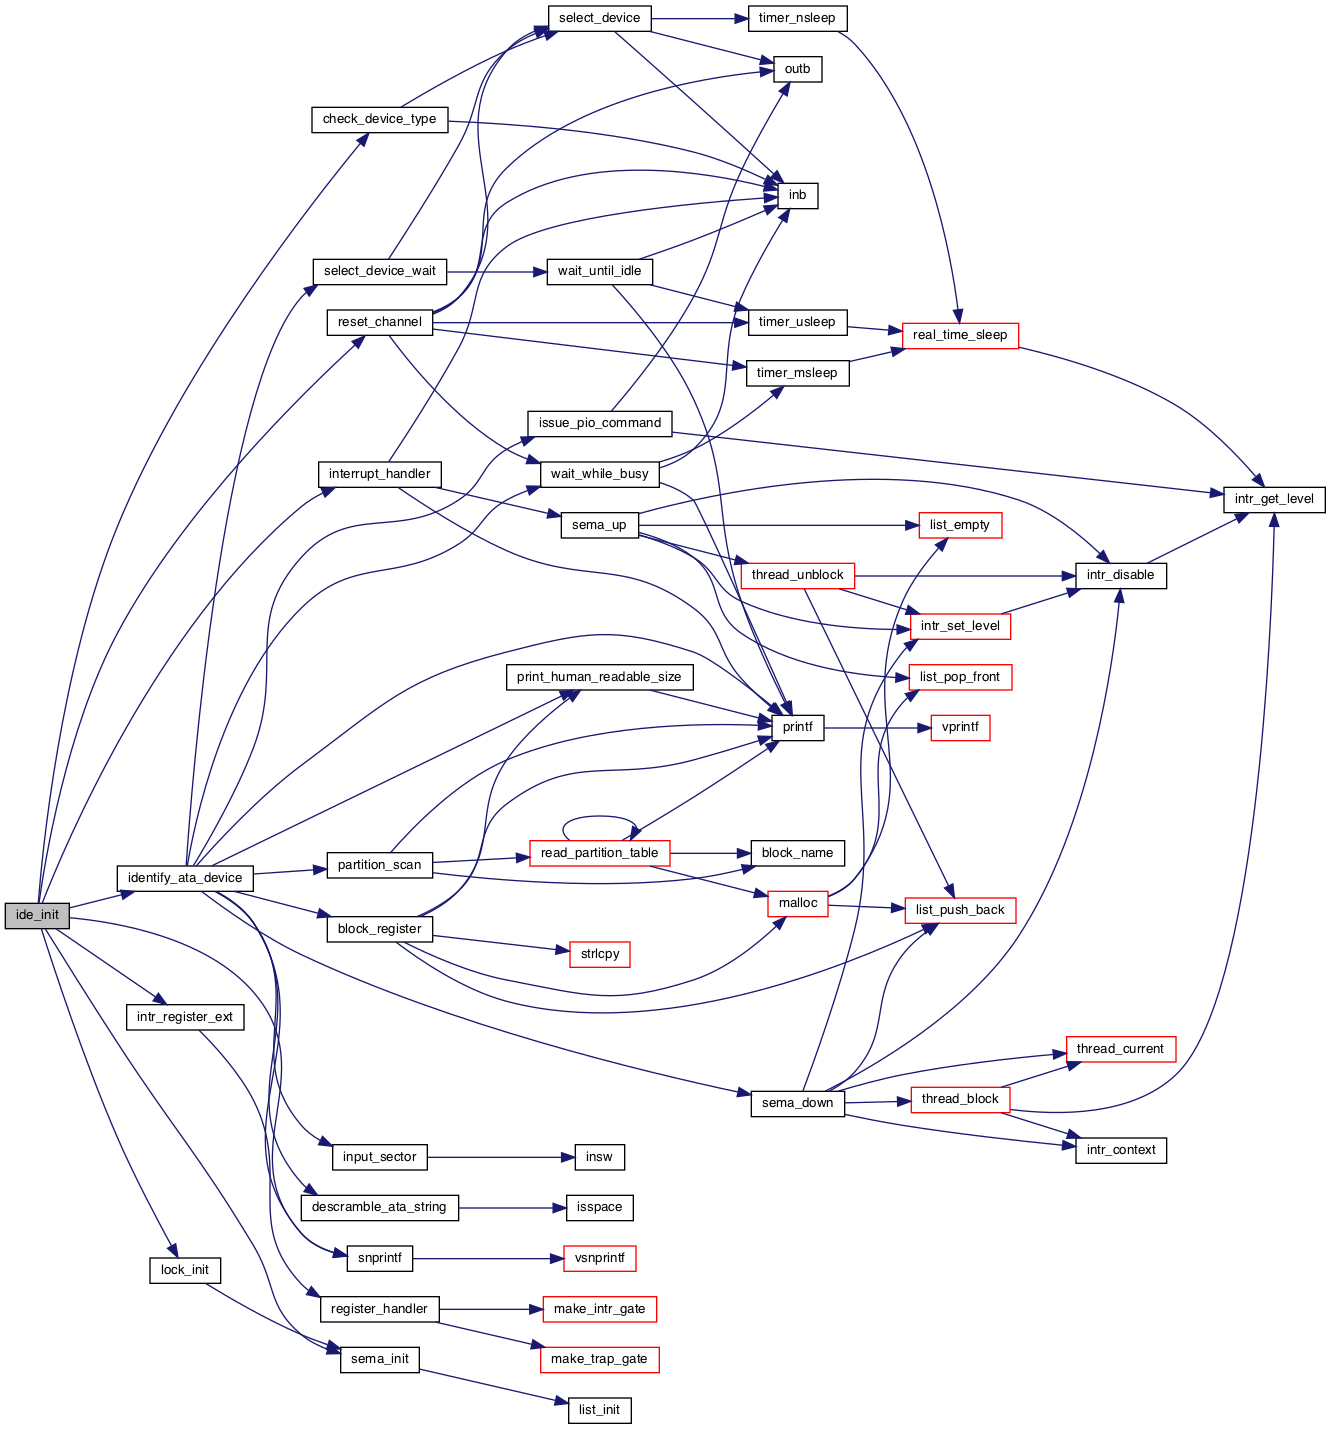 select_device
timer_nsleep
outb
check_device_type
inb
select_device_wait
wait_until_idle
reset_channel
timer_usleep
real_time_sleep
timer_msleep
issue_pio_command
interrupt_handler
wait_while_busy
intr_get_level
sema_up
list_empty
thread_unblock
intr_disable
intr_set_level
print_human_readable_size
list_pop_front
printf
vprintf
partition_scan
read_partition_table
block_name
identify_ata_device
malloc
list_push_back
ide_init
block_register
strlcpy
intr_register_ext
thread_current
sema_down
thread_block
intr_context
input_sector
insw
descramble_ata_string
isspace
snprintf
vsnprintf
lock_init
register_handler
make_intr_gate
sema_init
make_trap_gate
list_init